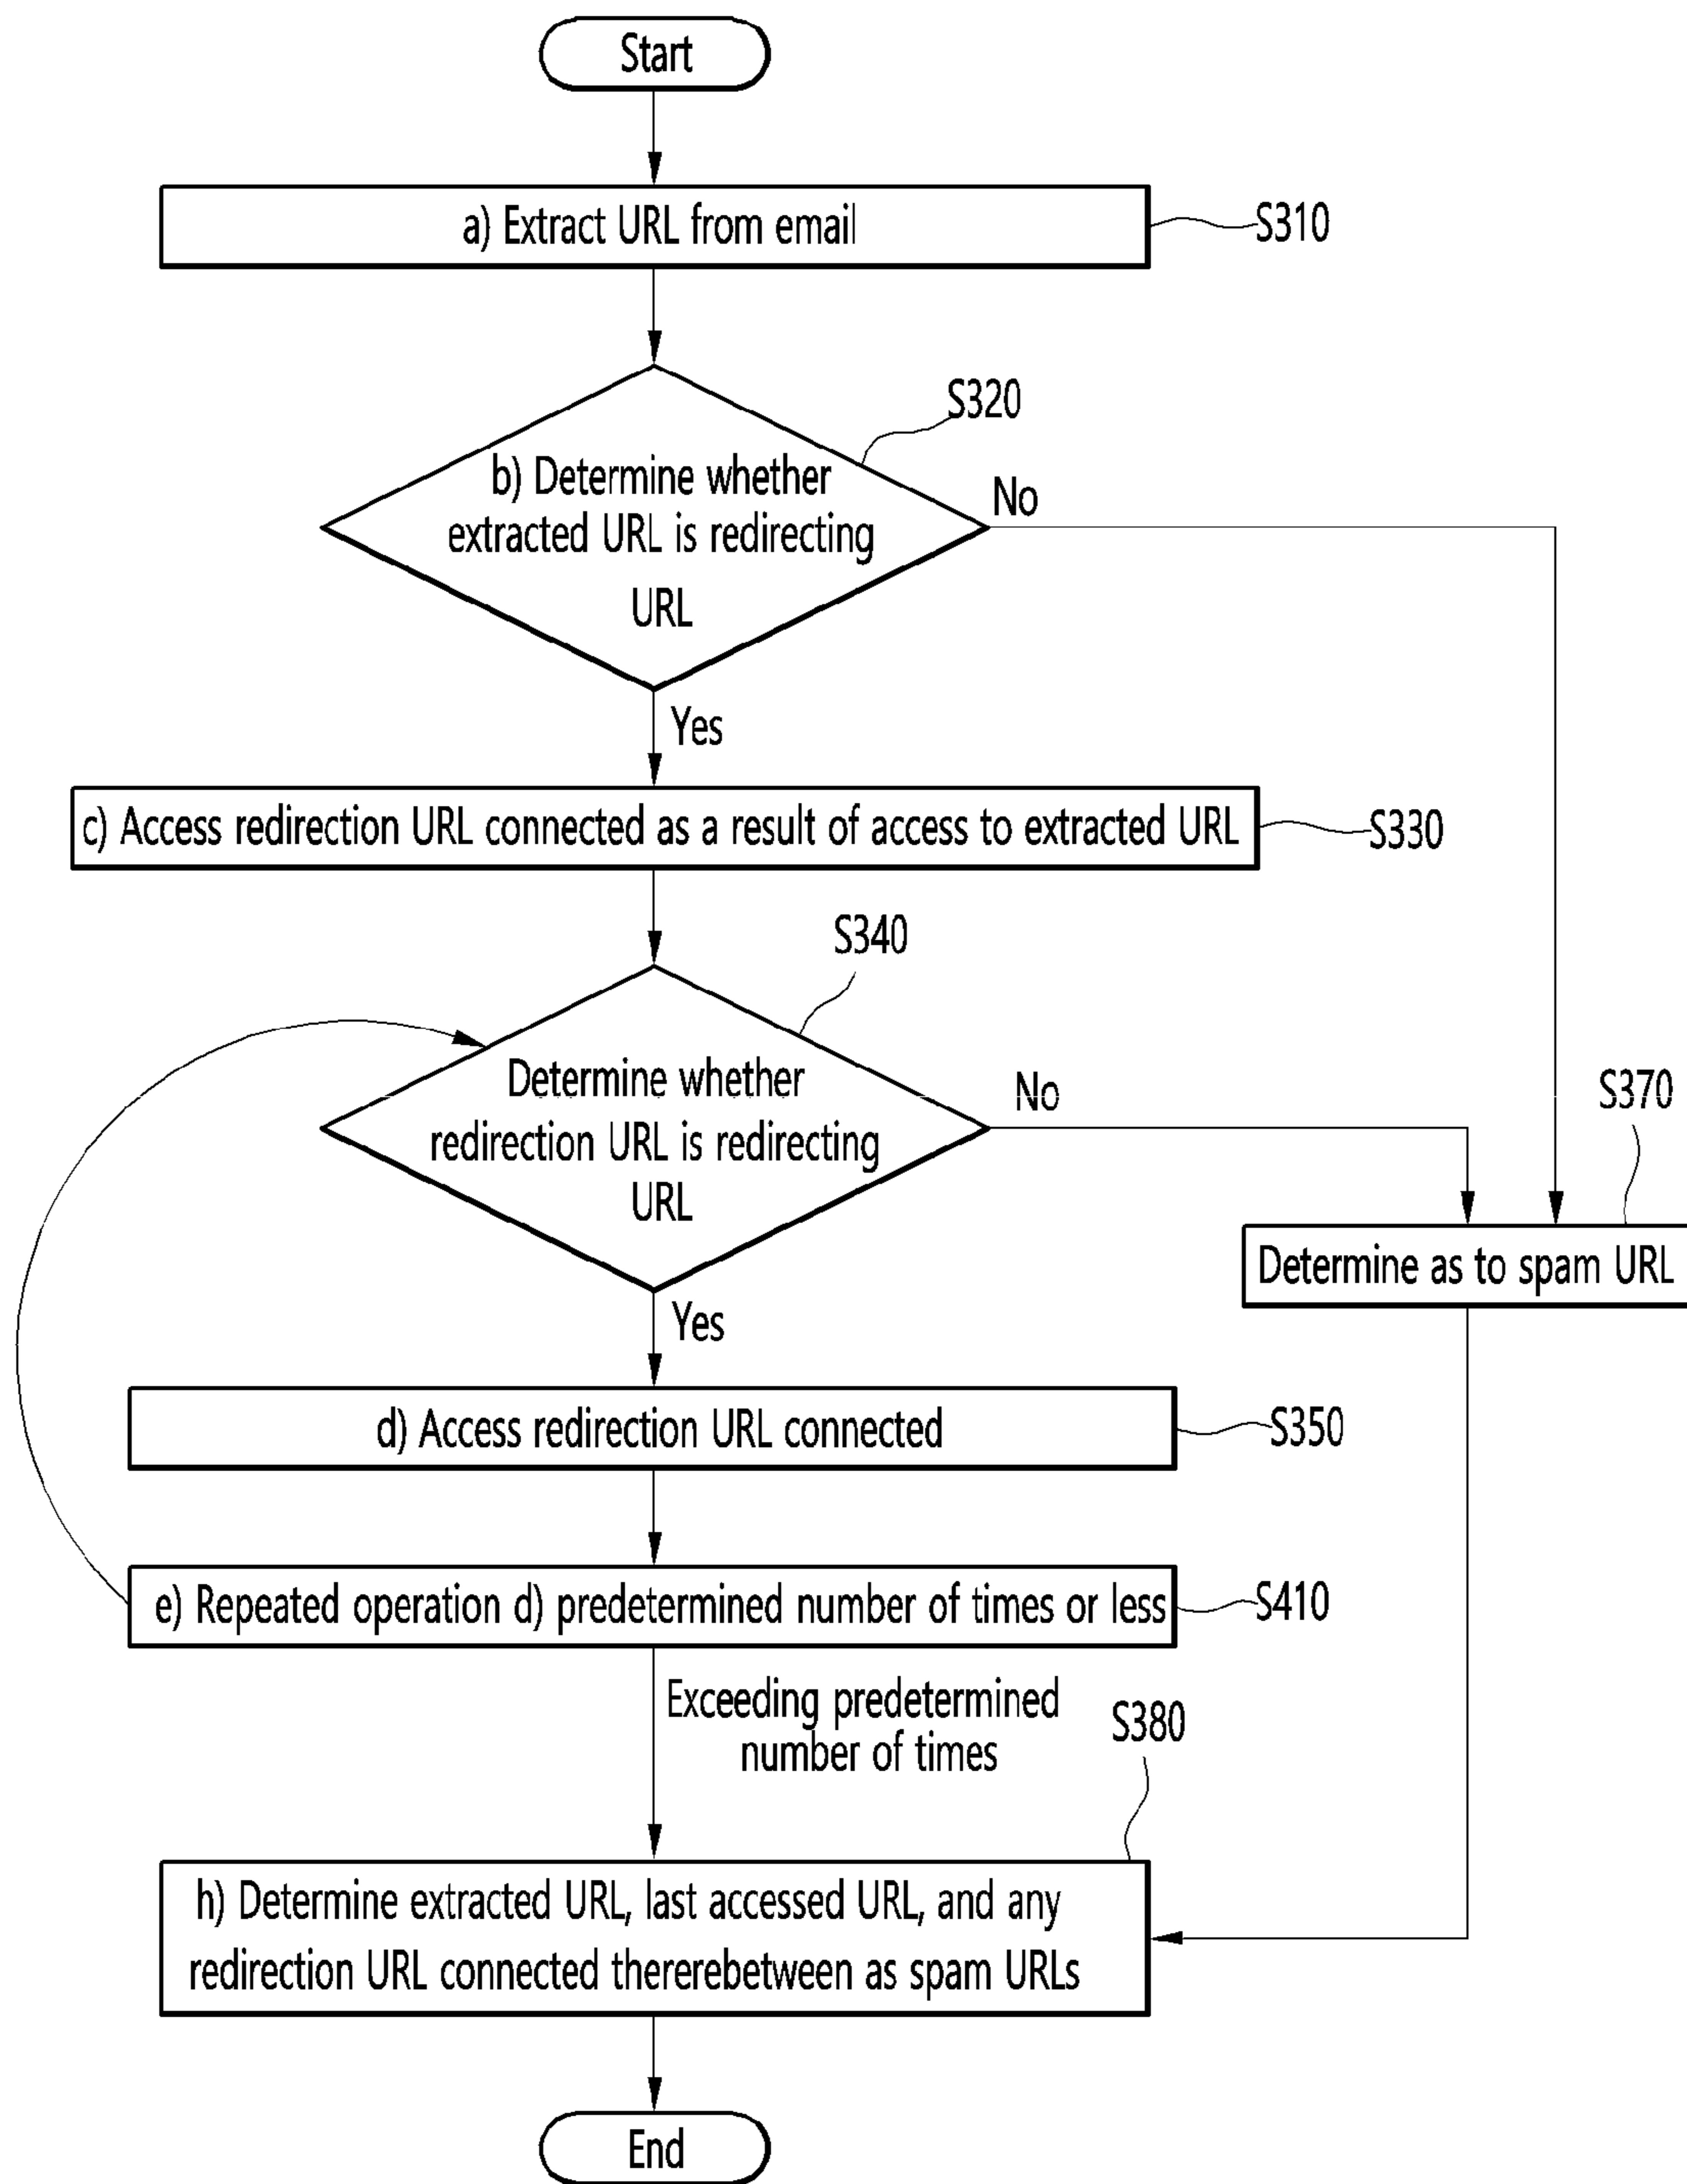 Start
a) Extract URL from email
S310
S320
b) Determine whether
extracted URL is redirecting
URL
No
Yes
c) Access redirection URL connected as a result of access to extracted URL
S330
S340
Determine whether
redirection URL is redirecting
URL
No
S370
Determine as to spam URL
Yes
d) Access redirection URL connected
S350
e) Repeated operation d) predetermined number of times or less
S410
Exceeding predetermined
number of times
S380
h) Determine extracted URL, last accessed URL, and any
redirection URL connected thererebetween as spam URLs
End